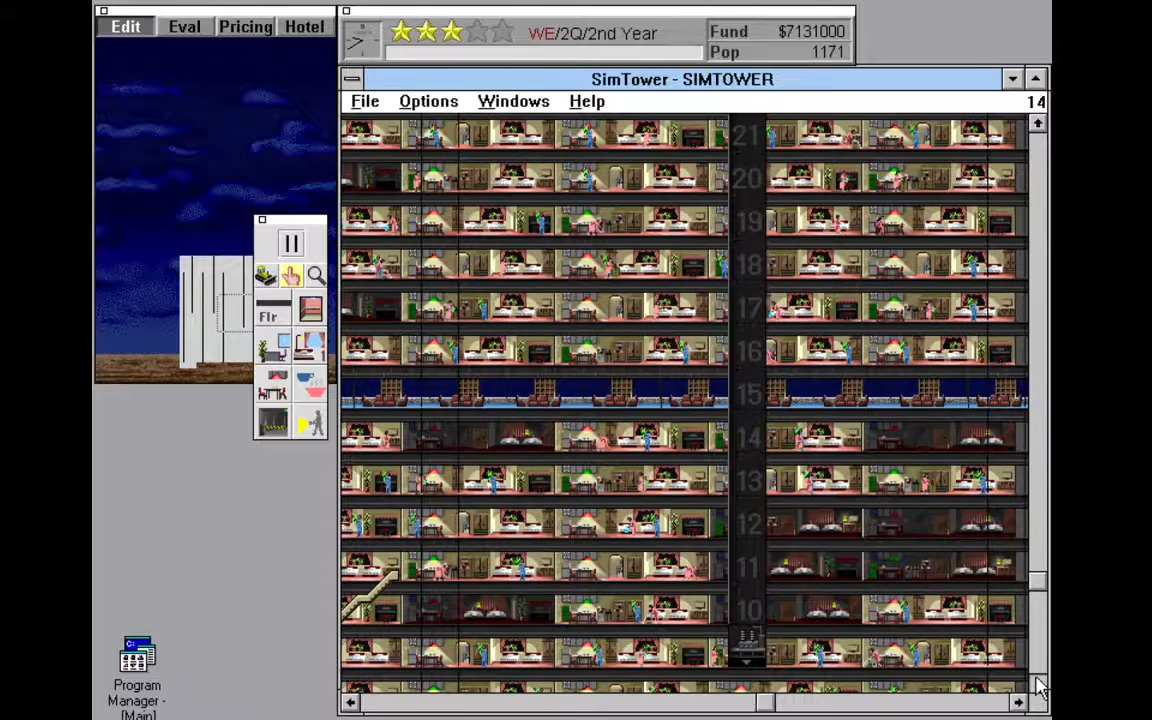 Edit Eval Pricing Hotel
WE/2Q/2nd Year
Fund $7131000
Pop 1171
SimTower - SIMTOWER
File Options Windows Help
14
Flr
1
21
20
19
18
17
16
15
14
13
12
11
10
C:\
Program
Manager -
[Main]